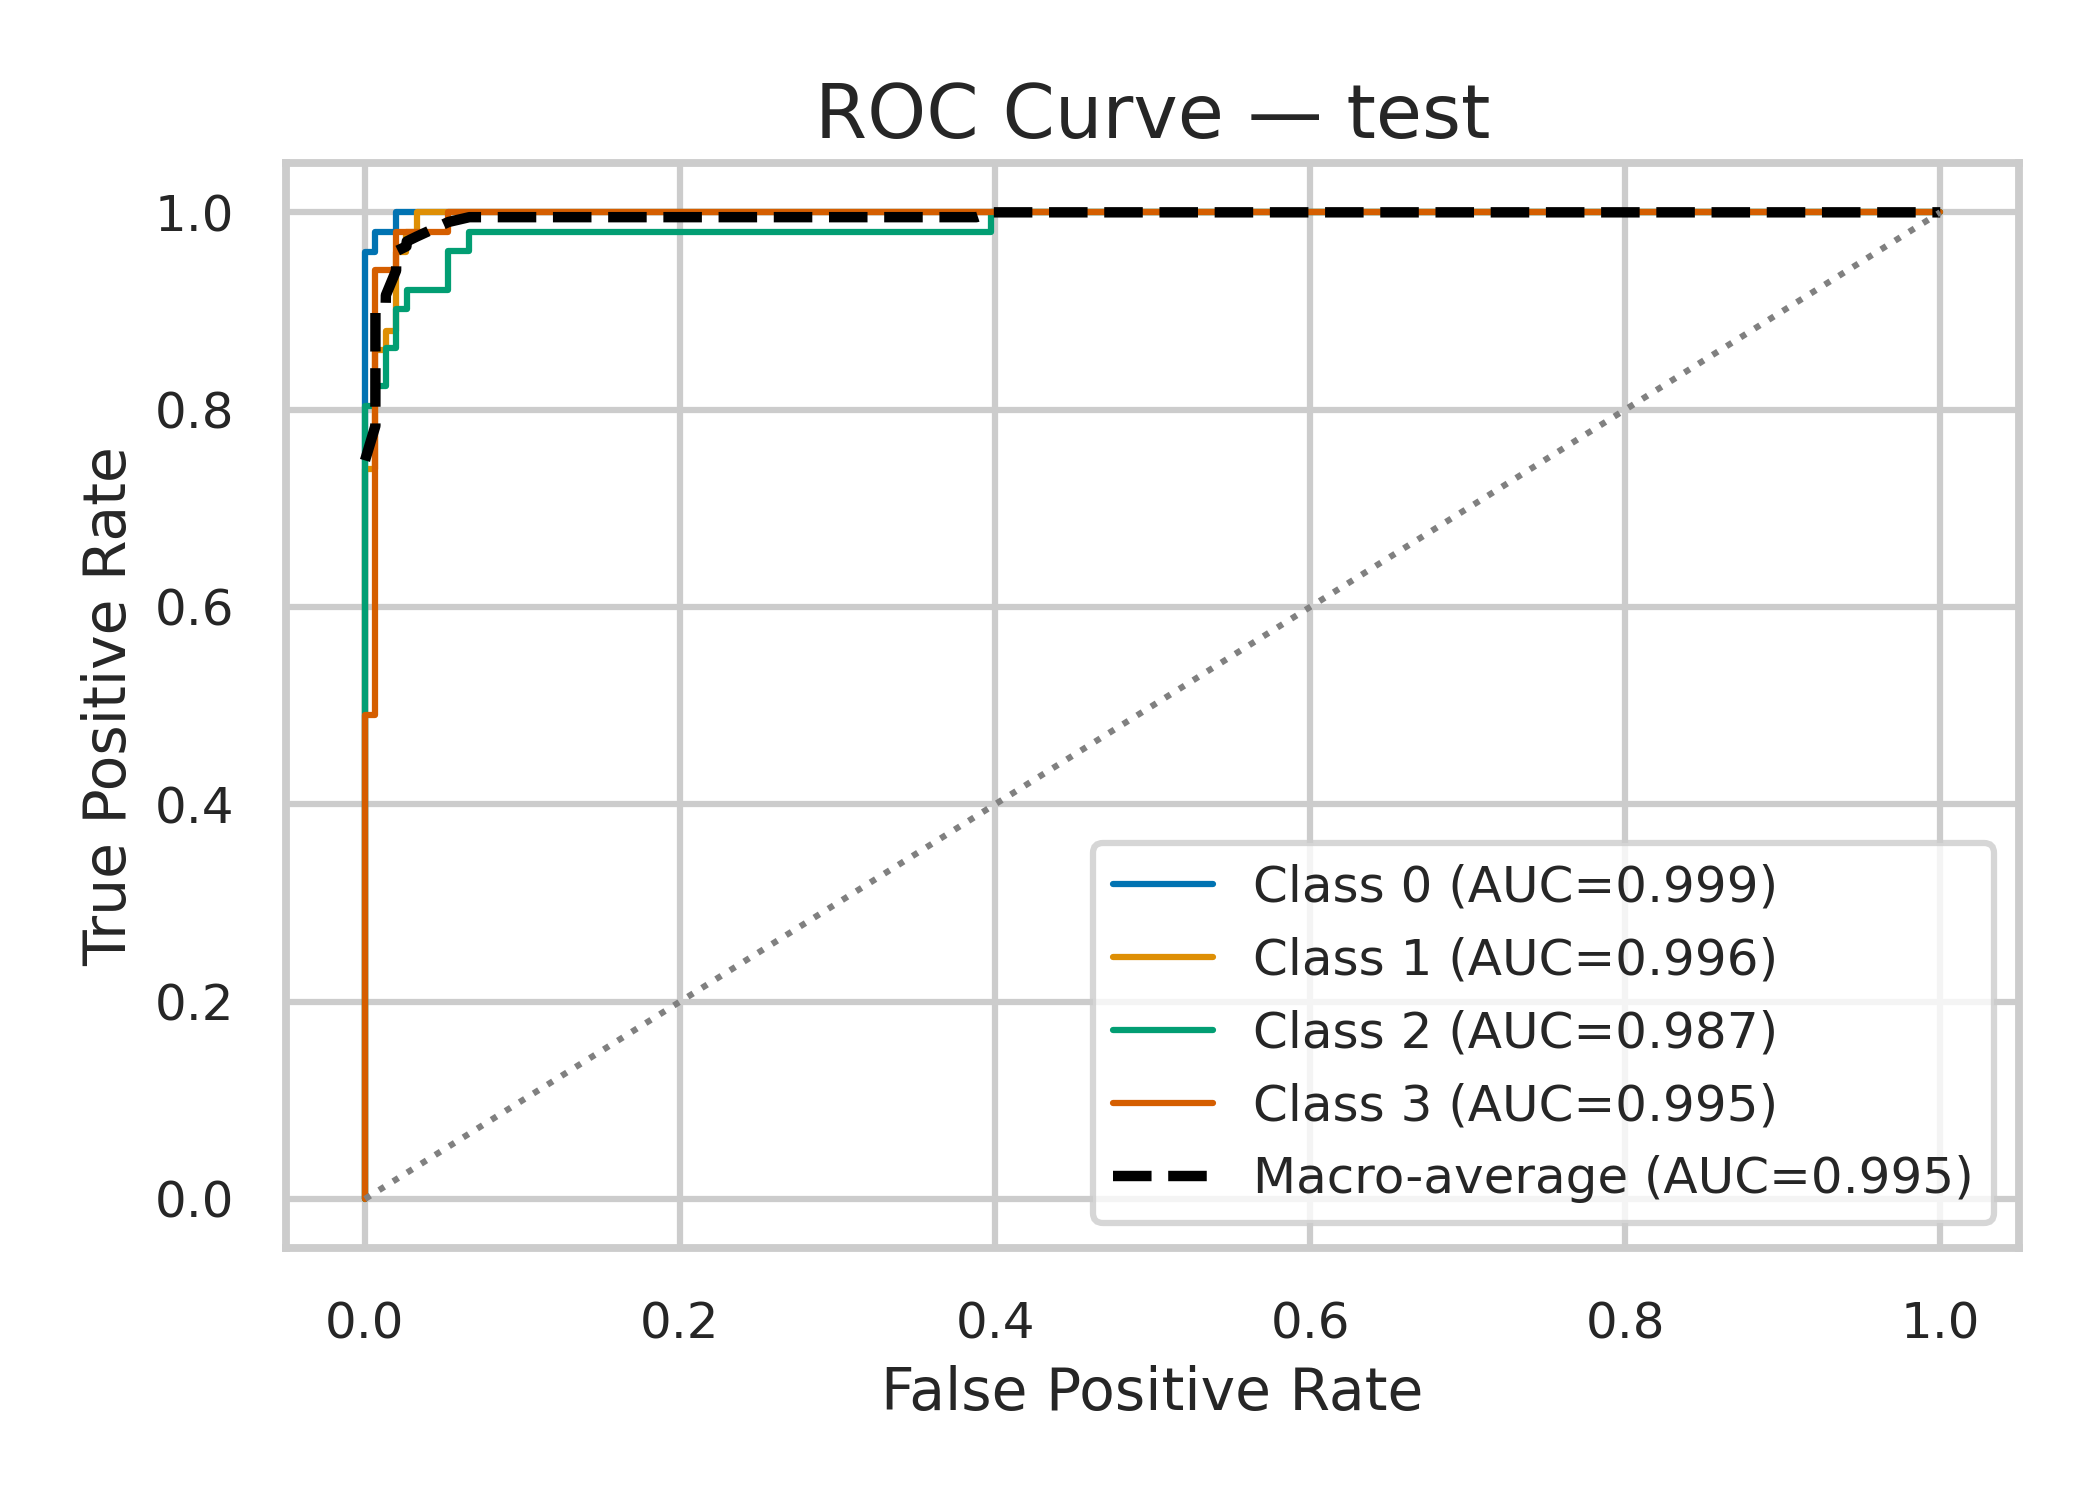 ROC Curve — test
True Positive Rate
1.0
0.8
0.6
0.4
0.2
0.0
Class 0 (AUC=0.999)
Class 1 (AUC=0.996)
Class 2 (AUC=0.987)
Class 3 (AUC=0.995)
Macro-average (AUC=0.995)
0.0 0.2 0.4 0.6 0.8 1.0
False Positive Rate